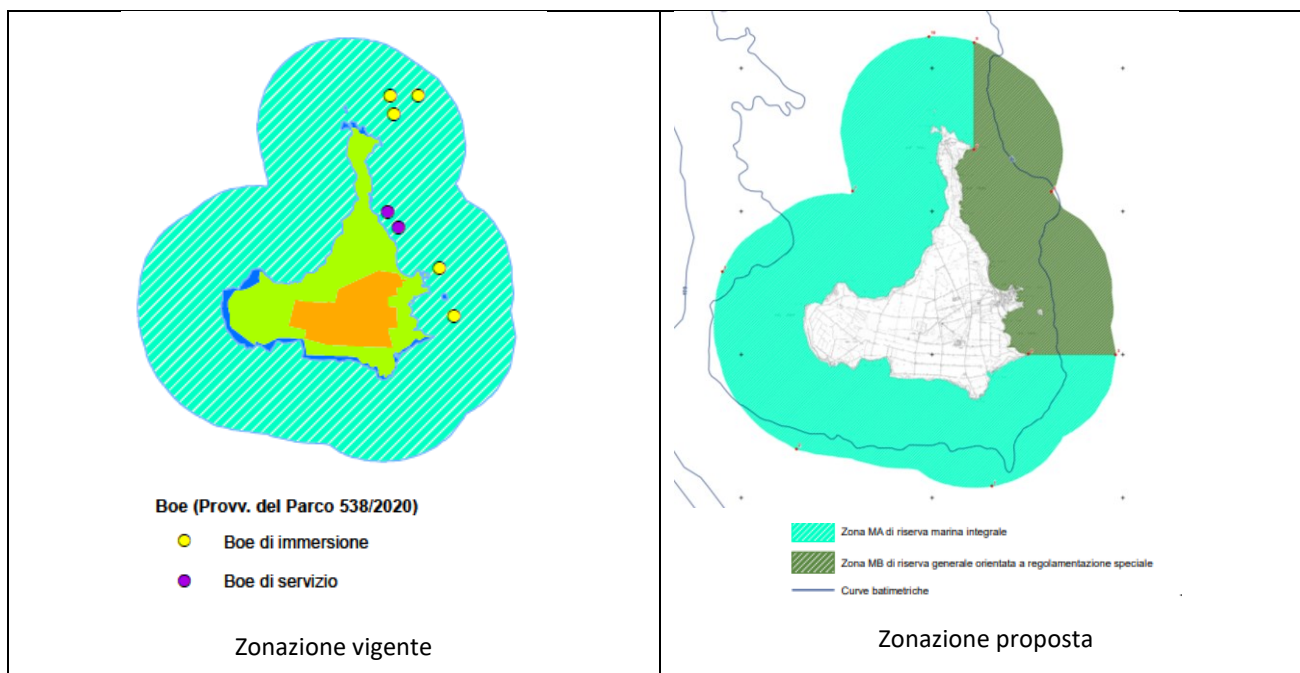 Boe (Provv. del Parco 538/2020)
Boe di immersione
Boe di servizio
Zonazione vigente
Zona MA di riserva marina integrale
Zona MB di riserva generale orientata a regolamentazione speciale
Curve batimetriche
Zonazione proposta